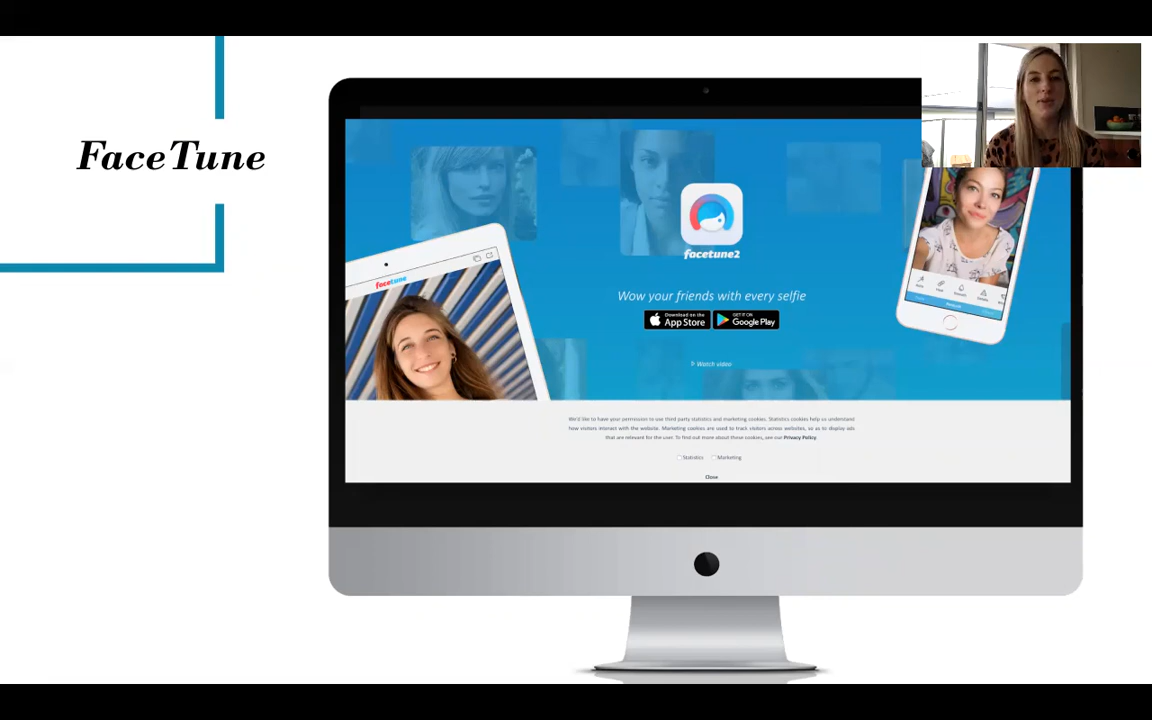 FaceTune
facetune
facetune2
Wow your friends with every selfie
Download on the
App Store
GET IT ON
Google Play
Watch video
We'd like to have your permission to use third party statistics and marketing cookies. Statistics cookies help us understand
how visitors interact with the website. Marketing cookies are used to track visitors across websites, so as to display ads
that are relevant for the user. To find out more about these cookies, see our Privacy Policy
Statistics Marketing
Close